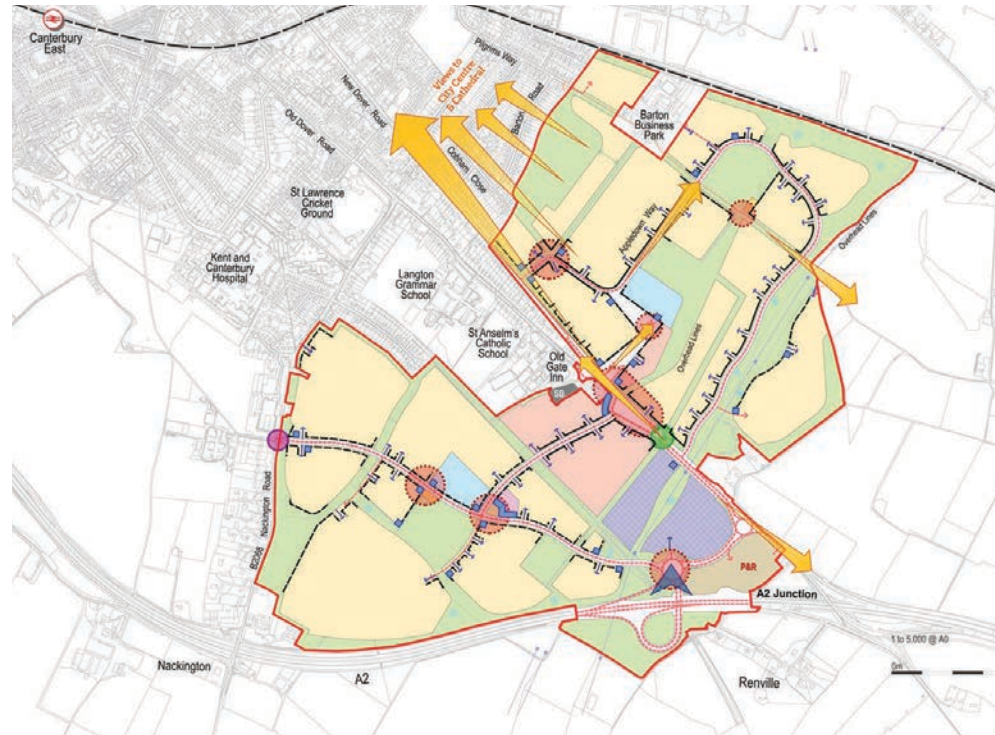 Canterbury
East
Pilgrims Way
Views to
City Centre
& Cathedral
New Dover Road
Barton Road
Old Dover Road
Cobham Close
Barton
Business
Park
St Lawrence
Cricket
Ground
Kent and
Canterbury
Hospital
Langton
Grammar
School
Appledown Way
Overhead Lines
St Anselm's
Catholic
School
Old
Gate
Inn
Overhead Lines
Nackington Road
B2068
P&R
A2 Junction
1 to 5,000 @ A0
0m
Nackington
A2
Renville